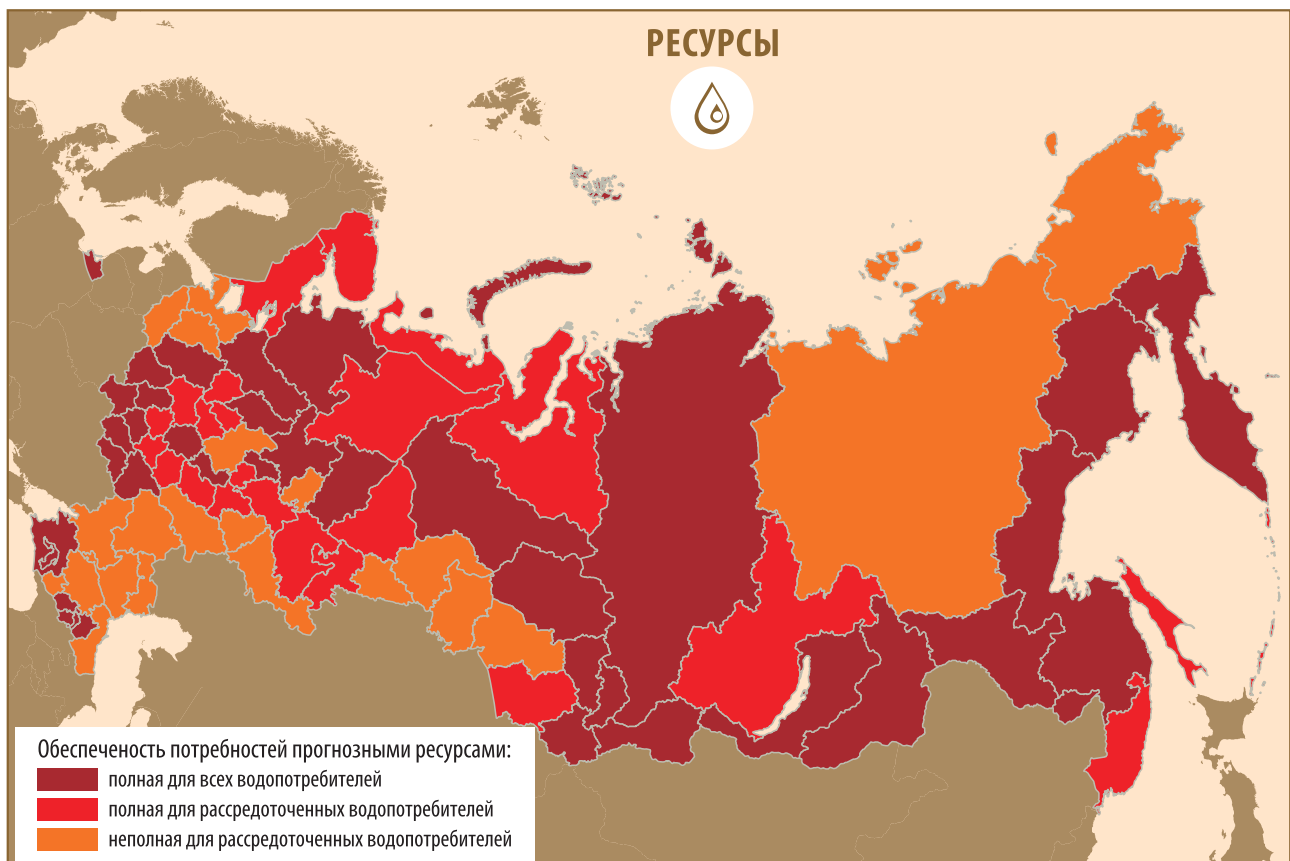 РЕСУРСЫ
Обеспеченость потребностей прогнозными ресурсами:
полная для всех водопотребителей
полная для рассредоточенных водопотребителей
неполная для рассредоточенных водопотребителей